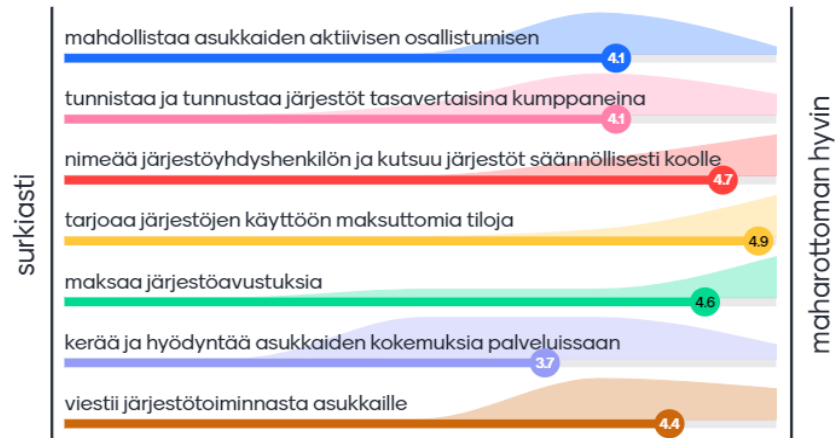 surkiasti
mahdollistaa asukkaiden aktiivisen osallistumisen
4.1
tunnistaa ja tunnustaa järjestöt tasavertaisina kumppaneina
4.1
nimeää järjestöyhdyshenkilön ja kutsuu järjestöt säännöllisesti koolle
4.7
tarjoaa järjestöjen käyttöön maksuttomia tiloja
4.9
maksaa järjestöavustuksia
4.6
kerää ja hyödyntää asukkaiden kokemuksia palveluissaan
3.7
viestii järjestötoiminnasta asukkaille
4.4
maharottoman hyvin